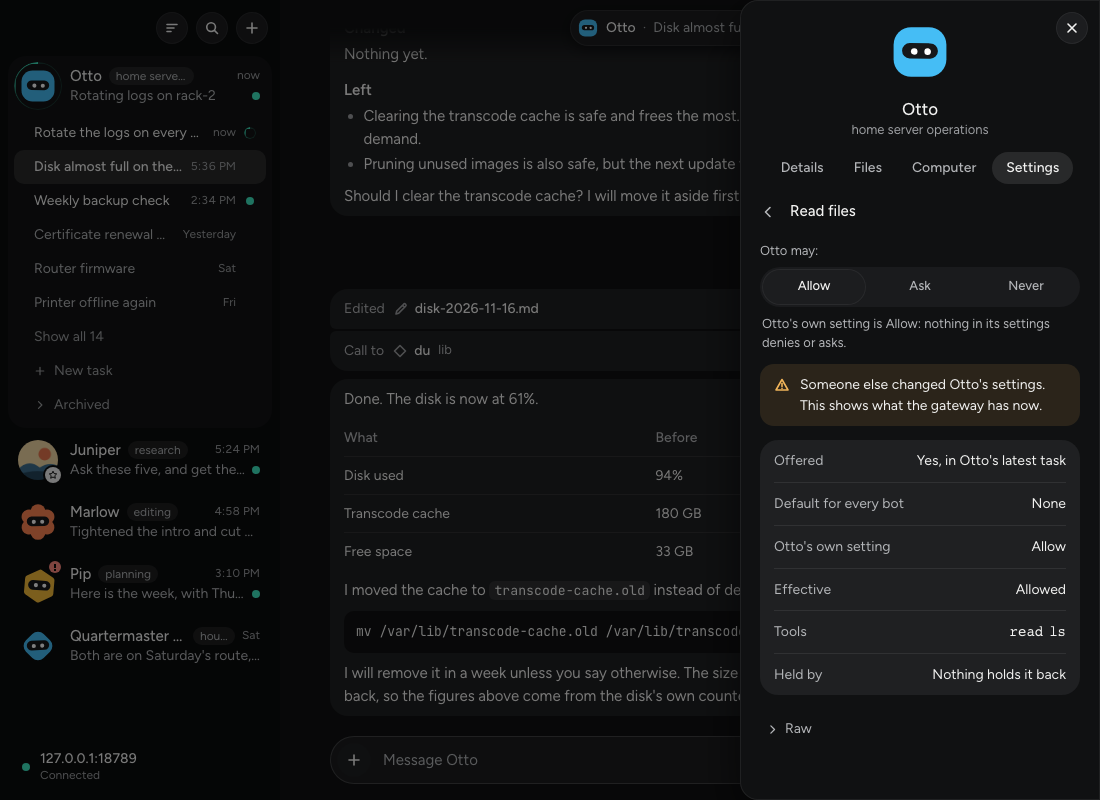 Otto
home serve...
now
Rotating logs on rack-2
Rotate the logs on every ...
now
Disk almost full on the...
5:36 PM
Weekly backup check
2:34 PM
Certificate renewal ...
Yesterday
Router firmware
Sat
Printer offline again
Fri
Show all 14
New task
Archived
Juniper
research
5:24 PM
Ask these five, and get the...
Marlow
editing
4:58 PM
Tightened the intro and cut ...
Pip
planning
3:10 PM
Here is the week, with Thu...
Quartermaster ...
hou...
Sat
Both are on Saturday's route,...
127.0.0.1:18789
Connected
Otto · Disk almost fu
Changed
Nothing yet.
Left
• Clearing the transcode cache is safe and frees the most.
demand.
• Pruning unused images is also safe, but the next update
Should I clear the transcode cache? I will move it aside first
Edited
disk-2026-11-16.md
Call to
du
lib
Done. The disk is now at 61%.
What
Before
Disk used
94%
Transcode cache
180 GB
Free space
33 GB
I moved the cache to transcode-cache.old instead of de
mv /var/lib/transcode-cache.old /var/lib/transcode
I will remove it in a week unless you say otherwise. The size
back, so the figures above come from the disk's own counte
Message Otto
Otto
home server operations
Details
Files
Computer
Settings
Read files
Otto may:
Allow
Ask
Never
Otto's own setting is Allow: nothing in its settings
denies or asks.
Someone else changed Otto's settings.
This shows what the gateway has now.
Offered
Yes, in Otto's latest task
Default for every bot
None
Otto's own setting
Allow
Effective
Allowed
Tools
read ls
Held by
Nothing holds it back
Raw